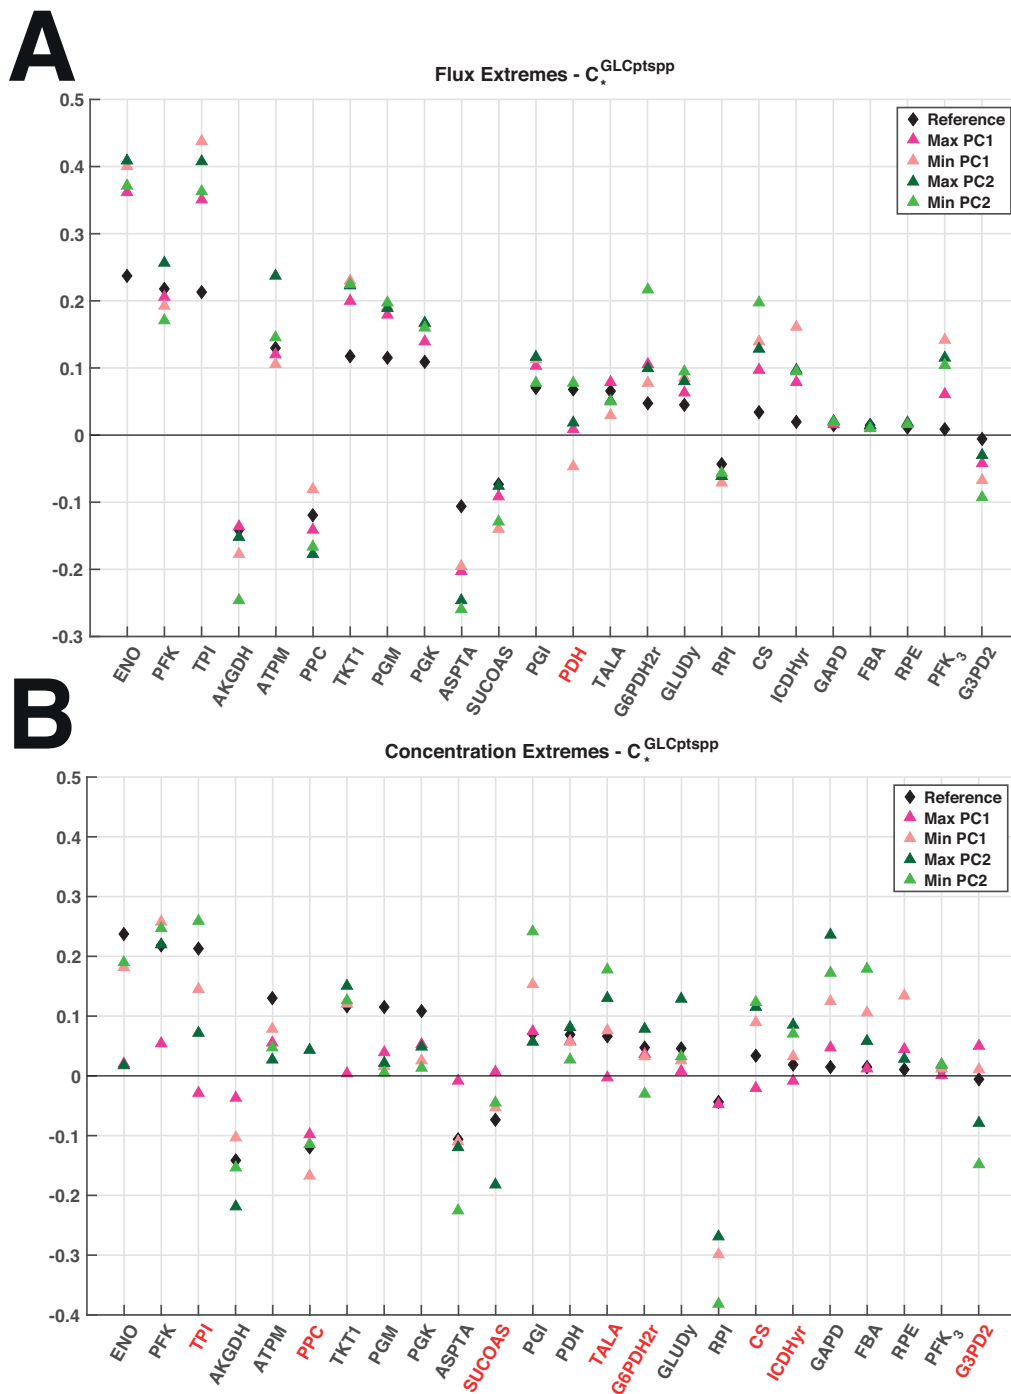 A
Flux Extremes - C*^GLCptspp
0.5
0.4
0.3
0.2
0.1
0
-0.1
-0.2
-0.3
Reference
Max PC1
Min PC1
Max PC2
Min PC2
ENO PFK TPI AKGDH ATPM PPC TKT1 PGM PGK ASPTA SUCOAS PGI PDH TALA G6PDH2r GLUDy RPI CS ICDHyr GAPD FBA RPE PFK_3 G3PD2
B
Concentration Extremes - C*^GLCptspp
0.5
0.4
0.3
0.2
0.1
0
-0.1
-0.2
-0.3
-0.4
Reference
Max PC1
Min PC1
Max PC2
Min PC2
ENO PFK TPI AKGDH ATPM PPC TKT1 PGM PGK ASPTA SUCOAS PGI PDH TALA G6PDH2r GLUDy RPI CS ICDHyr GAPD FBA RPE PFK_3 G3PD2